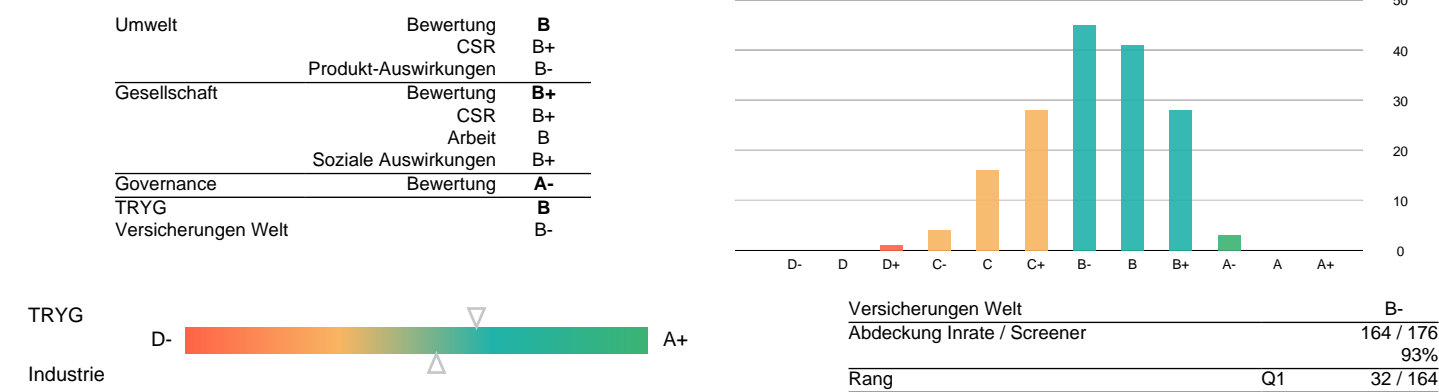 Umwelt Bewertung B
CSR B+
Produkt-Auswirkungen B-
Gesellschaft Bewertung B+
CSR B+
Arbeit B
Soziale Auswirkungen B+
Governance Bewertung A-
TRYG B
Versicherungen Welt B-
50
40
30
20
10
0
D- D D+ C- C C+ B- B B+ A- A A+
TRYG
D- A+
Industrie
Versicherungen Welt B-
Abdeckung Inrate / Screener 164 / 176
93%
Rang Q1 32 / 164